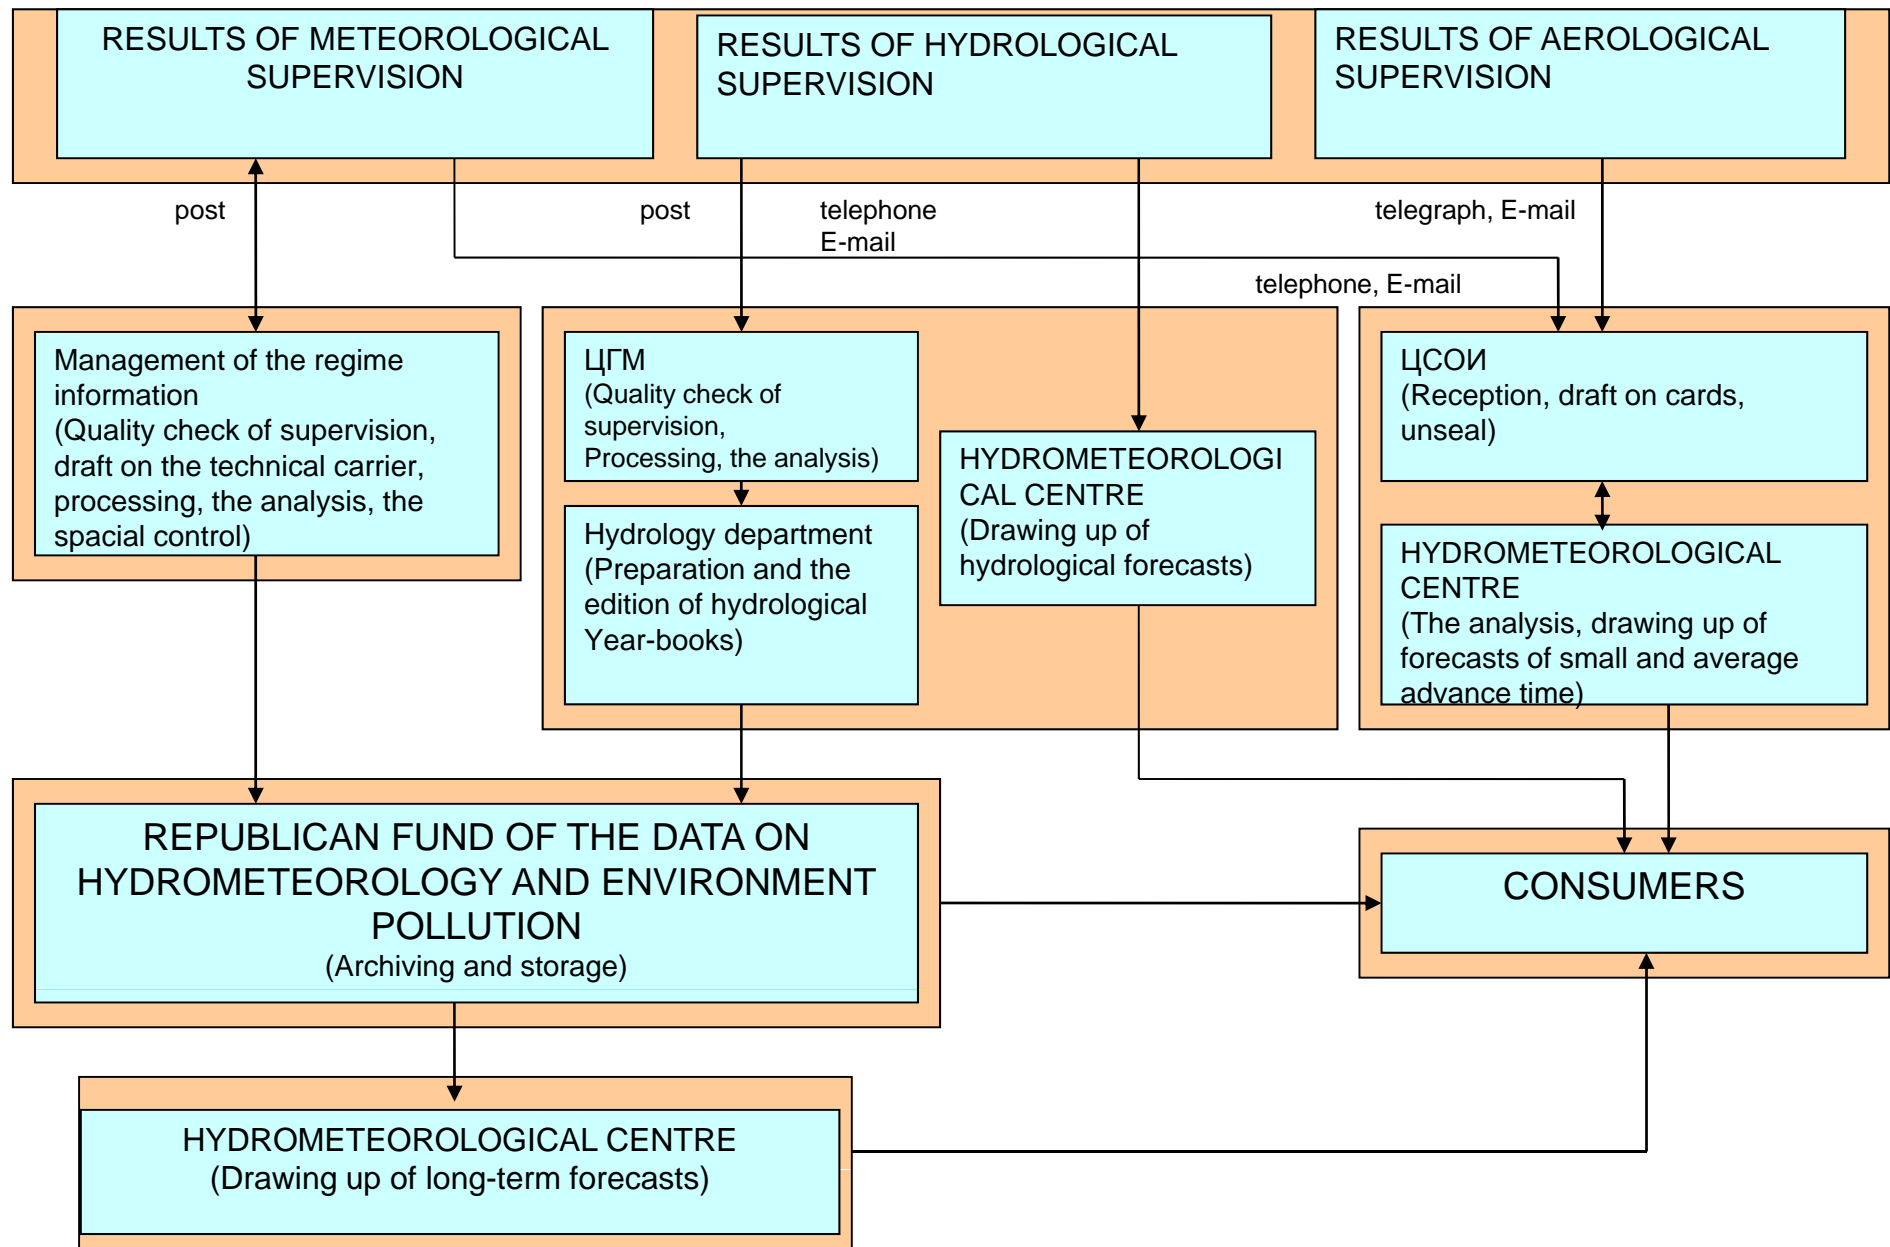 RESULTS OF METEOROLOGICAL
SUPERVISION
RESULTS OF HYDROLOGICAL
SUPERVISION
RESULTS OF AEROLOGICAL
SUPERVISION
post
post
telephone
E-mail
telegraph, E-mail
telephone, E-mail
Management of the regime
information
(Quality check of supervision,
draft on the technical carrier,
processing, the analysis, the
spacial control)
ЦГМ
(Quality check of
supervision,
Processing, the analysis)
Hydrology department
(Preparation and the
edition of hydrological
Year-books)
HYDROMETEOROLOGI
CAL CENTRE
(Drawing up of
hydrological forecasts)
ЦСОИ
(Reception, draft on cards,
unseal)
HYDROMETEOROLOGICAL
CENTRE
(The analysis, drawing up of
forecasts of small and average
advance time)
REPUBLICAN FUND OF THE DATA ON
HYDROMETEOROLOGY AND ENVIRONMENT
POLLUTION
(Archiving and storage)
CONSUMERS
HYDROMETEOROLOGICAL CENTRE
(Drawing up of long-term forecasts)